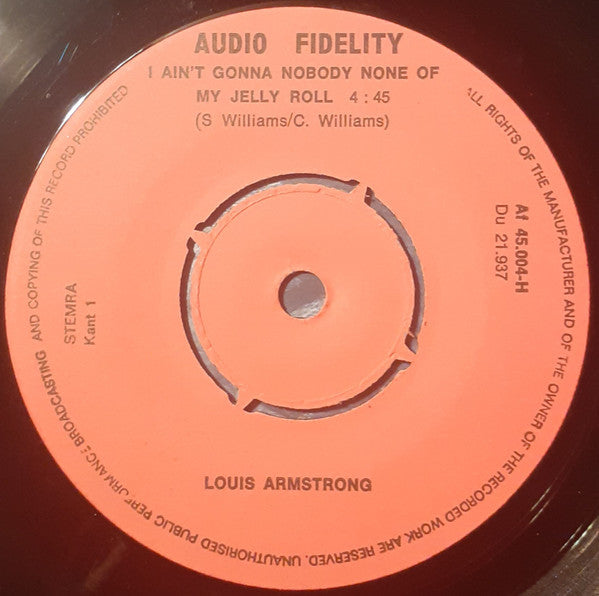 AUDIO FIDELITY
I AIN'T GONNA NOBODY NONE OF
MY JELLY ROLL 4:45
(S Williams/C. Williams)
STEMRA
Kant 1
Af 45.004-H
Du 21.937
LOUIS ARMSTRONG
ALL RIGHTS OF THE MANUFACTURER AND OF THE OWNER OF THE RECORDED WORK ARE RESERVED. UNAUTHORISED PUBLIC PERFORMANCE BROADCASTING AND COPYING OF THIS RECORD PROHIBITED